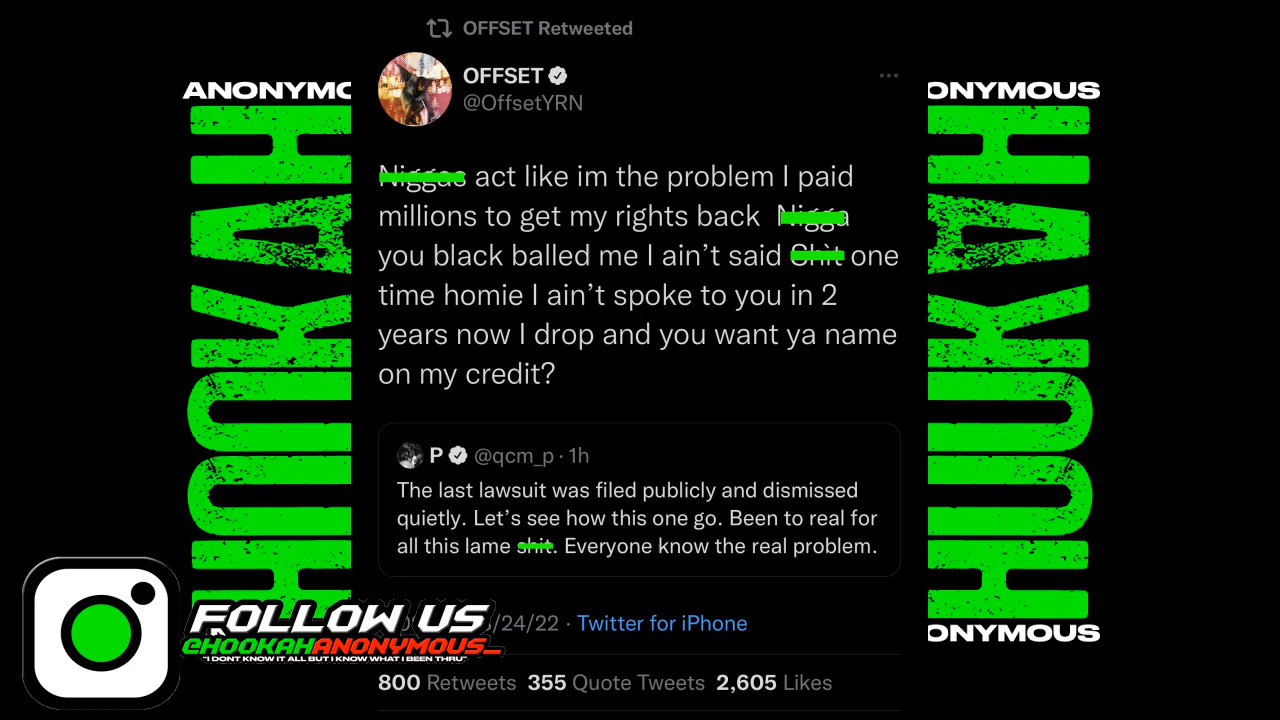 OFFSET Retweeted
OFFSET
@OffsetYRN
Niggas act like im the problem I paid
millions to get my rights back Nigga
you black balled me I ain’t said Shìt one
time homie I ain’t spoke to you in 2
years now I drop and you want ya name
on my credit?
P @qcm_p · 1h
The last lawsuit was filed publicly and dismissed
quietly. Let’s see how this one go. Been to real for
all this lame shit. Everyone know the real problem.
/24/22 · Twitter for iPhone
800 Retweets 355 Quote Tweets 2,605 Likes
ANONYMO
HOOKAH
ONYMOUS
HOOKAH
ONYMOUS
FOLLOW US
@HOOKAHANONYMOUS_
"I DONT KNOW IT ALL BUT I KNOW WHAT I BEEN THRU"